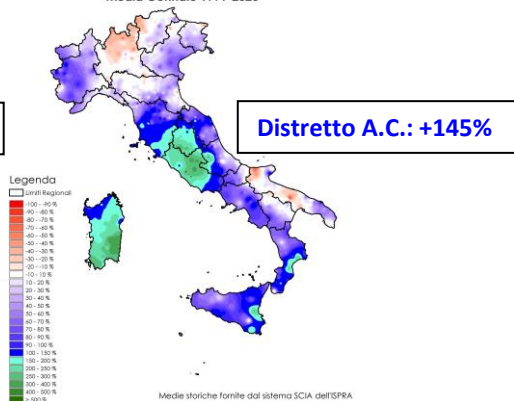 Distretto A.C.: +145%
Legenda
Limiti Regionali
-100 - -90 %
-90 - -80 %
-80 - -70 %
-70 - -60 %
-60 - -50 %
-50 - -40 %
-40 - -30 %
-30 - -20 %
-20 - -10 %
-10 - 10 %
10 - 20 %
20 - 30 %
30 - 40 %
40 - 50 %
50 - 60 %
60 - 70 %
70 - 80 %
80 - 90 %
90 - 100 %
100 - 150 %
150 - 200 %
200 - 250 %
250 - 300 %
300 - 400 %
400 - 500 %
> 500 %
Medie storiche fornite dal sistema SCIA dell'ISPRA